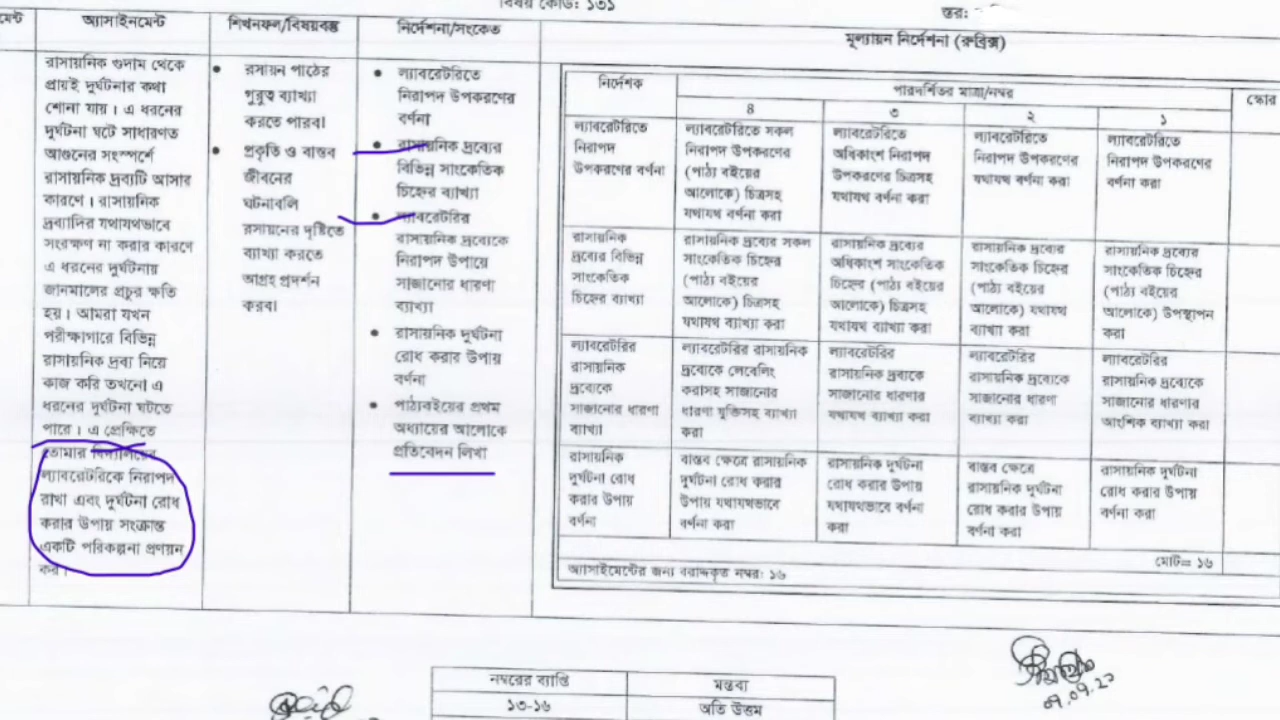 বিষয় কোড: ১৩১
স্তর:
মেন্ট
অ্যাসাইনমেন্ট
শিখনফল/বিষয়বস্তু
নির্দেশনা/সংকেত
মূল্যায়ন নির্দেশনা (রুব্রিক্স)
রাসায়নিক গুদাম থেকে
প্রায়ই দুর্ঘটনার কথা
শোনা যায়। এ ধরনের
দুর্ঘটনা ঘটে সাধারণত
আগুনের সংস্পর্শে
রাসায়নিক দ্রব্যটি আসার
কারণে। রাসায়নিক
দ্রব্যাদির যথাযথভাবে
সংরক্ষণ না করার কারণে
এ ধরনের দুর্ঘটনায়
জানমালের প্রচুর ক্ষতি
হয়। আমরা যখন
পরীক্ষাগারে বিভিন্ন
রাসায়নিক দ্রব্য নিয়ে
কাজ করি তখনো এ
ধরনের দুর্ঘটনা ঘটতে
পারে। এ প্রেক্ষিতে
তোমার বিদ্যালয়ের
ল্যাবরেটরিকে নিরাপদ
রাখা এবং দুর্ঘটনা রোধ
করার উপায় সংক্রান্ত
একটি পরিকল্পনা প্রণয়ন
কর।
• রসায়ন পাঠের
গুরুত্ব ব্যাখ্যা
করতে পারব।
• প্রকৃতি ও বাস্তব
জীবনের
ঘটনাবলি
রসায়নের দৃষ্টিতে
ব্যাখ্যা করতে
আগ্রহ প্রদর্শন
করব।
• ল্যাবরেটরিতে
নিরাপদ উপকরণের
বর্ণনা
• রাসায়নিক দ্রব্যের
বিভিন্ন সাংকেতিক
চিহ্নের ব্যাখ্যা
• ল্যাবরেটরির
রাসায়নিক দ্রব্যেকে
নিরাপদ উপায়ে
সাজানোর ধারণা
ব্যাখ্যা
• রাসায়নিক দুর্ঘটনা
রোধ করার উপায়
বর্ণনা
• পাঠ্যবইয়ের প্রথম
অধ্যায়ের আলোকে
প্রতিবেদন লিখা
নির্দেশক
পারদর্শিতার মাত্রা/নম্বর
স্কোর
৪
৩
২
১
ল্যাবরেটরিতে
নিরাপদ
উপকরণের বর্ণনা
ল্যাবরেটরিতে সকল
নিরাপদ উপকরণের
(পাঠ্য বইয়ের
আলোকে) চিত্রসহ
যথাযথ বর্ণনা করা
ল্যাবরেটরিতে
অধিকাংশ নিরাপদ
উপকরণের চিত্রসহ
যথাযথ বর্ণনা করা
ল্যাবরেটরিতে
নিরাপদ উপকরণের
যথাযথ বর্ণনা করা
ল্যাবরেটরিতে
নিরাপদ উপকরণের
বর্ণনা করা
রাসায়নিক
দ্রব্যের বিভিন্ন
সাংকেতিক
চিহ্নের ব্যাখ্যা
রাসায়নিক দ্রব্যের সকল
সাংকেতিক চিহ্নের
(পাঠ্য বইয়ের
আলোকে) চিত্রসহ
যথাযথ ব্যাখ্যা করা
রাসায়নিক দ্রব্যের
অধিকাংশ সাংকেতিক
চিহ্নের (পাঠ্য বইয়ের
আলোকে) চিত্রসহ
যথাযথ ব্যাখ্যা করা
রাসায়নিক দ্রব্যের
সাংকেতিক চিহ্নের
(পাঠ্য বইয়ের
আলোকে) যথাযথ
ব্যাখ্যা করা
রাসায়নিক দ্রব্যের
সাংকেতিক চিহ্নের
(পাঠ্য বইয়ের
আলোকে) উপস্থাপন
করা
ল্যাবরেটরির
রাসায়নিক
দ্রব্যেকে
সাজানোর ধারণা
ব্যাখ্যা
ল্যাবরেটরির রাসায়নিক
দ্রব্যেকে লেবেলিং
করাসহ সাজানোর
ধারণা যুক্তিসহ ব্যাখ্যা
করা
ল্যাবরেটরির
রাসায়নিক দ্রব্যকে
সাজানোর ধারণার
যথাযথ ব্যাখ্যা করা
ল্যাবরেটরির
রাসায়নিক দ্রব্যেকে
সাজানোর ধারণা
ব্যাখ্যা করা
ল্যাবরেটরির
রাসায়নিক দ্রব্যেকে
সাজানোর ধারণার
আংশিক ব্যাখ্যা করা
রাসায়নিক
দুর্ঘটনা রোধ
করার উপায়
বর্ণনা
বাস্তব ক্ষেত্রে রাসায়নিক
দুর্ঘটনা রোধ করার
উপায় যথাযথভাবে
বর্ণনা করা
রাসায়নিক দুর্ঘটনা
রোধ করার উপায়
যথাযথভাবে বর্ণনা
করা
বাস্তব ক্ষেত্রে
রাসায়নিক দুর্ঘটনা
রোধ করার উপায়
বর্ণনা করা
রাসায়নিক দুর্ঘটনা
রোধ করার উপায়
বর্ণনা করা
মোট= ১৬
অ্যাসাইমেন্টের জন্য বরাদ্দকৃত নম্বর: ১৬
নম্বরের ব্যাপ্তি
মন্তব্য
১৩-১৬
অতি উত্তম